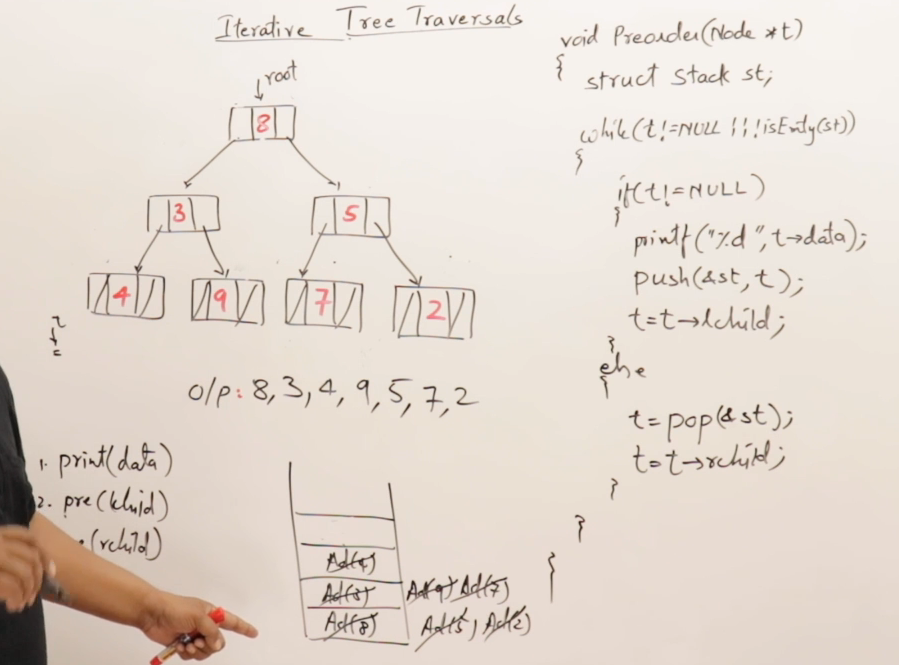 Iterative Tree Traversals
root
8
3
5
4
9
7
2
O/P: 8, 3, 4, 9, 5, 7, 2
1. print(data)
2. pre(lchild)
(rchild)
Ad(4)
Ad(3) Ad(9) Ad(7)
Ad(8) Ad(5), Ad(2)
void Preorder(Node *t)
{
struct Stack st;
while(t!=NULL || !isEmty(st))
{
if(t!=NULL)
{
printf("%d", t→data);
push(&st, t);
t=t→lchild;
}
else
{
t=pop(&st);
t=t→rchild;
}
}
}